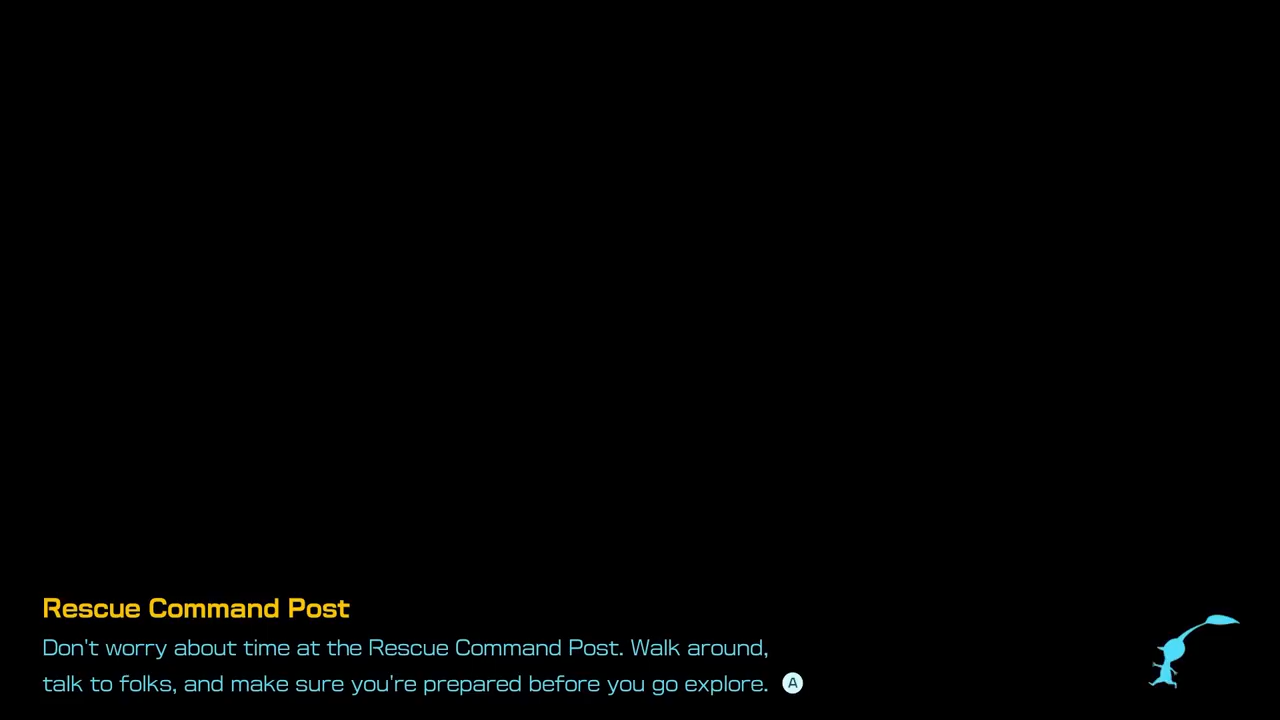 Rescue Command Post
Don't worry about time at the Rescue Command Post. Walk around,
talk to folks, and make sure you're prepared before you go explore. A